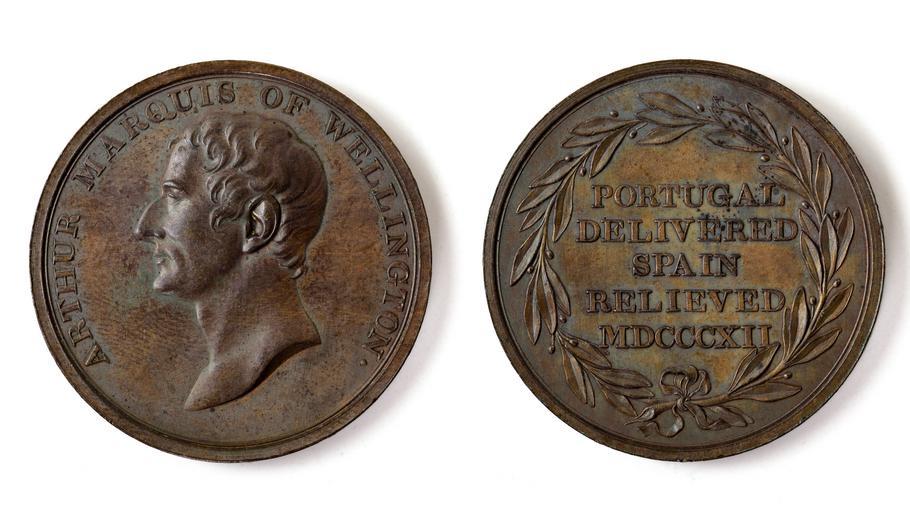 ARTHUR MARQUIS OF WELLINGTON.
PORTUGAL
DELIVERED
SPAIN
RELIEVED
MDCCCXII